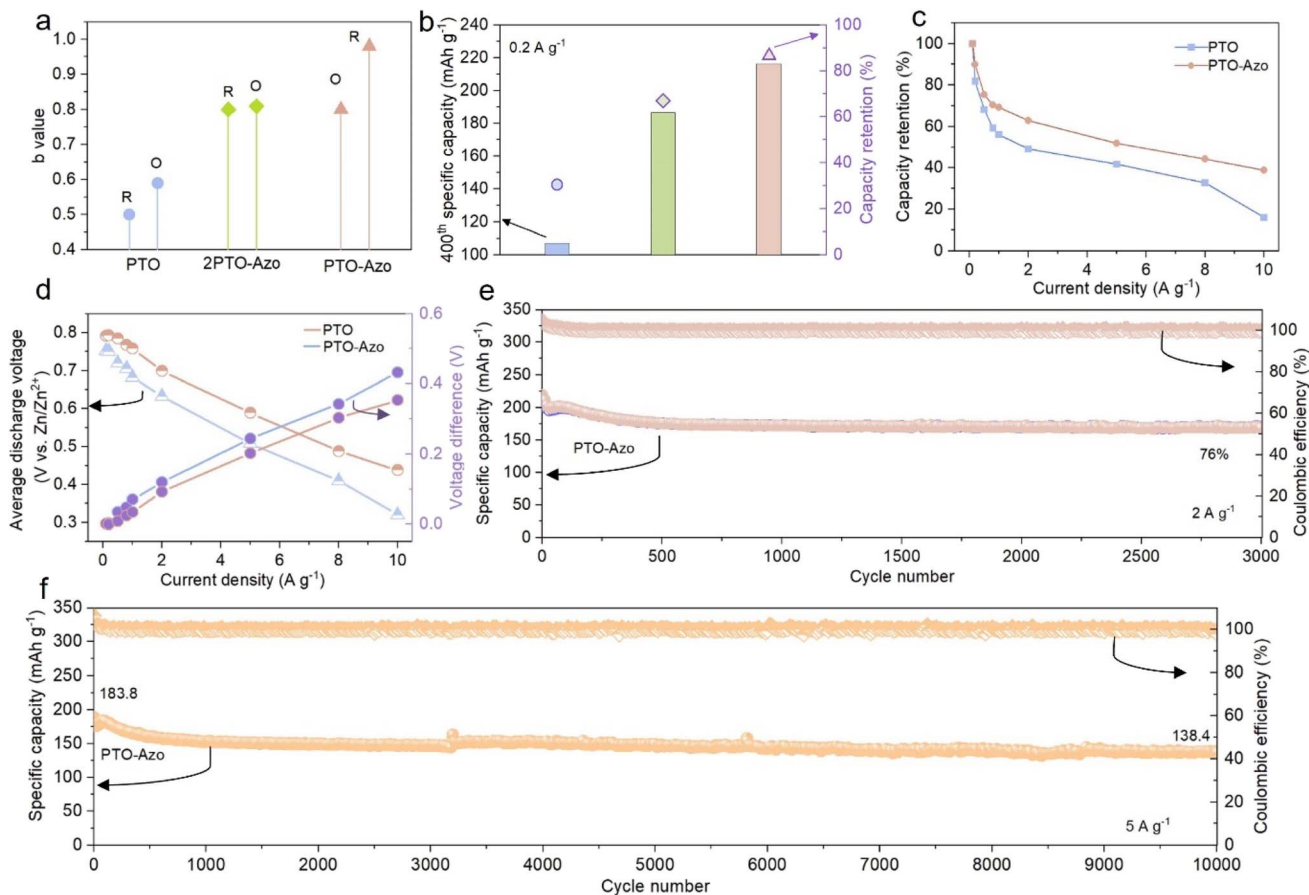 a
b value
1.0
0.9
0.8
0.7
0.6
0.5
0.4
R
O
R
O
O
R
PTO
2PTO-Azo
PTO-Azo
b
400th specific capacity (mAh g-1)
240
220
200
180
160
140
120
100
0.2 A g-1
100
80
60
40
20
0
Capacity retention (%)
c
Capacity retention (%)
100
80
60
40
20
0
PTO
PTO-Azo
0
2
4
6
8
10
Current density (A g-1)
d
Average discharge voltage
(V vs. Zn/Zn2+)
0.8
0.7
0.6
0.5
0.4
0.3
PTO
PTO-Azo
0.6
0.4
0.2
0.0
Voltage difference (V)
0
2
4
6
8
10
Current density (A g-1)
e
Specific capacity (mAh g-1)
350
300
250
200
150
100
50
0
PTO-Azo
76%
2 A g-1
100
80
60
40
20
0
Coulombic efficiency (%)
0
500
1000
1500
2000
2500
3000
Cycle number
f
Specific capacity (mAh g-1)
350
300
250
200
150
100
50
0
183.8
PTO-Azo
138.4
5 A g-1
100
80
60
40
20
0
Coulombic efficiency (%)
0
1000
2000
3000
4000
5000
6000
7000
8000
9000
10000
Cycle number